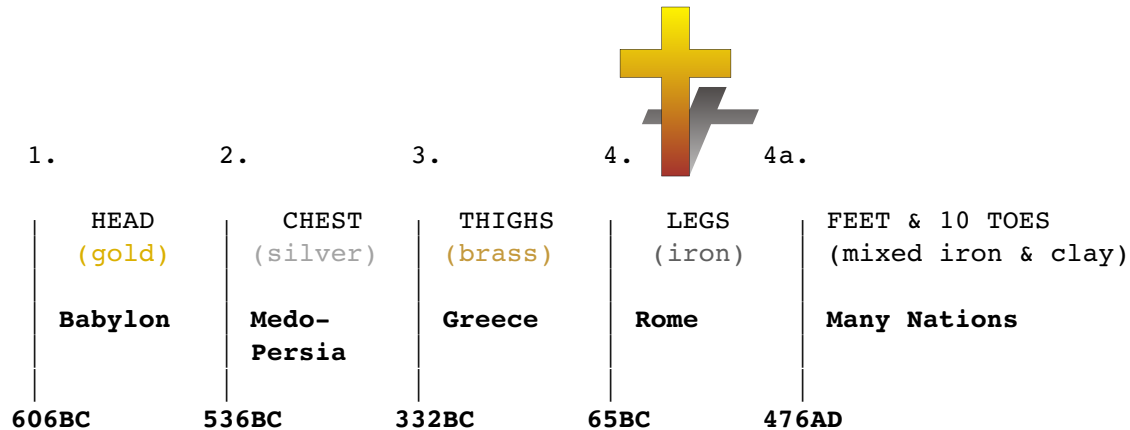 1. 2. 3. 4. 4a.
HEAD CHEST THIGHS LEGS FEET & 10 TOES
(gold) (silver) (brass) (iron) (mixed iron & clay)
Babylon Medo- Greece Rome Many Nations
Persia
606BC 536BC 332BC 65BC 476AD